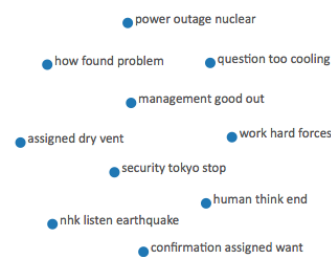 power outage nuclear
how found problem
question too cooling
management good out
assigned dry vent
work hard forces
security tokyo stop
human think end
nhk listen earthquake
confirmation assigned want